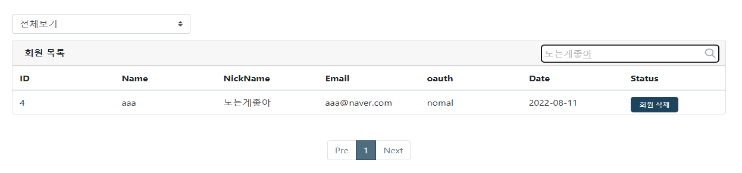 전체보기
회원 목록 노는게좋아
ID Name NickName Email oauth Date Status
4 aaa 노는게좋아 aaa@naver.com nomal 2022-08-11 회원 삭제
Pre 1 Next